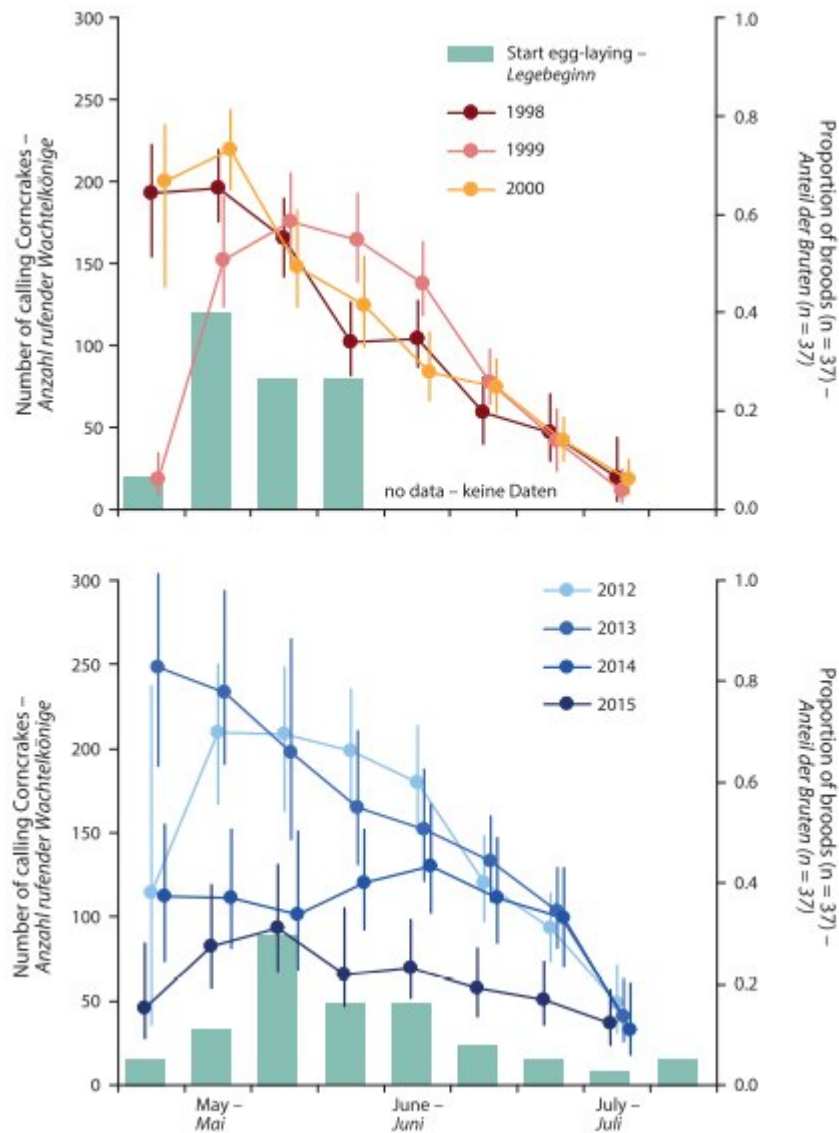 300
250
200
150
100
50
0
Number of calling Corncrakes –
Anzahl rufender Wachtelkönige
Start egg-laying –
Legebeginn
1998
1999
2000
no data – keine Daten
1.0
0.8
0.6
0.4
0.2
0.0
Proportion of broods (n = 37) –
Anteil der Bruten (n = 37)
300
250
200
150
100
50
0
Number of calling Corncrakes –
Anzahl rufender Wachtelkönige
2012
2013
2014
2015
1.0
0.8
0.6
0.4
0.2
0.0
Proportion of broods (n = 37) –
Anteil der Bruten (n = 37)
May –
Mai
June –
Juni
July –
Juli